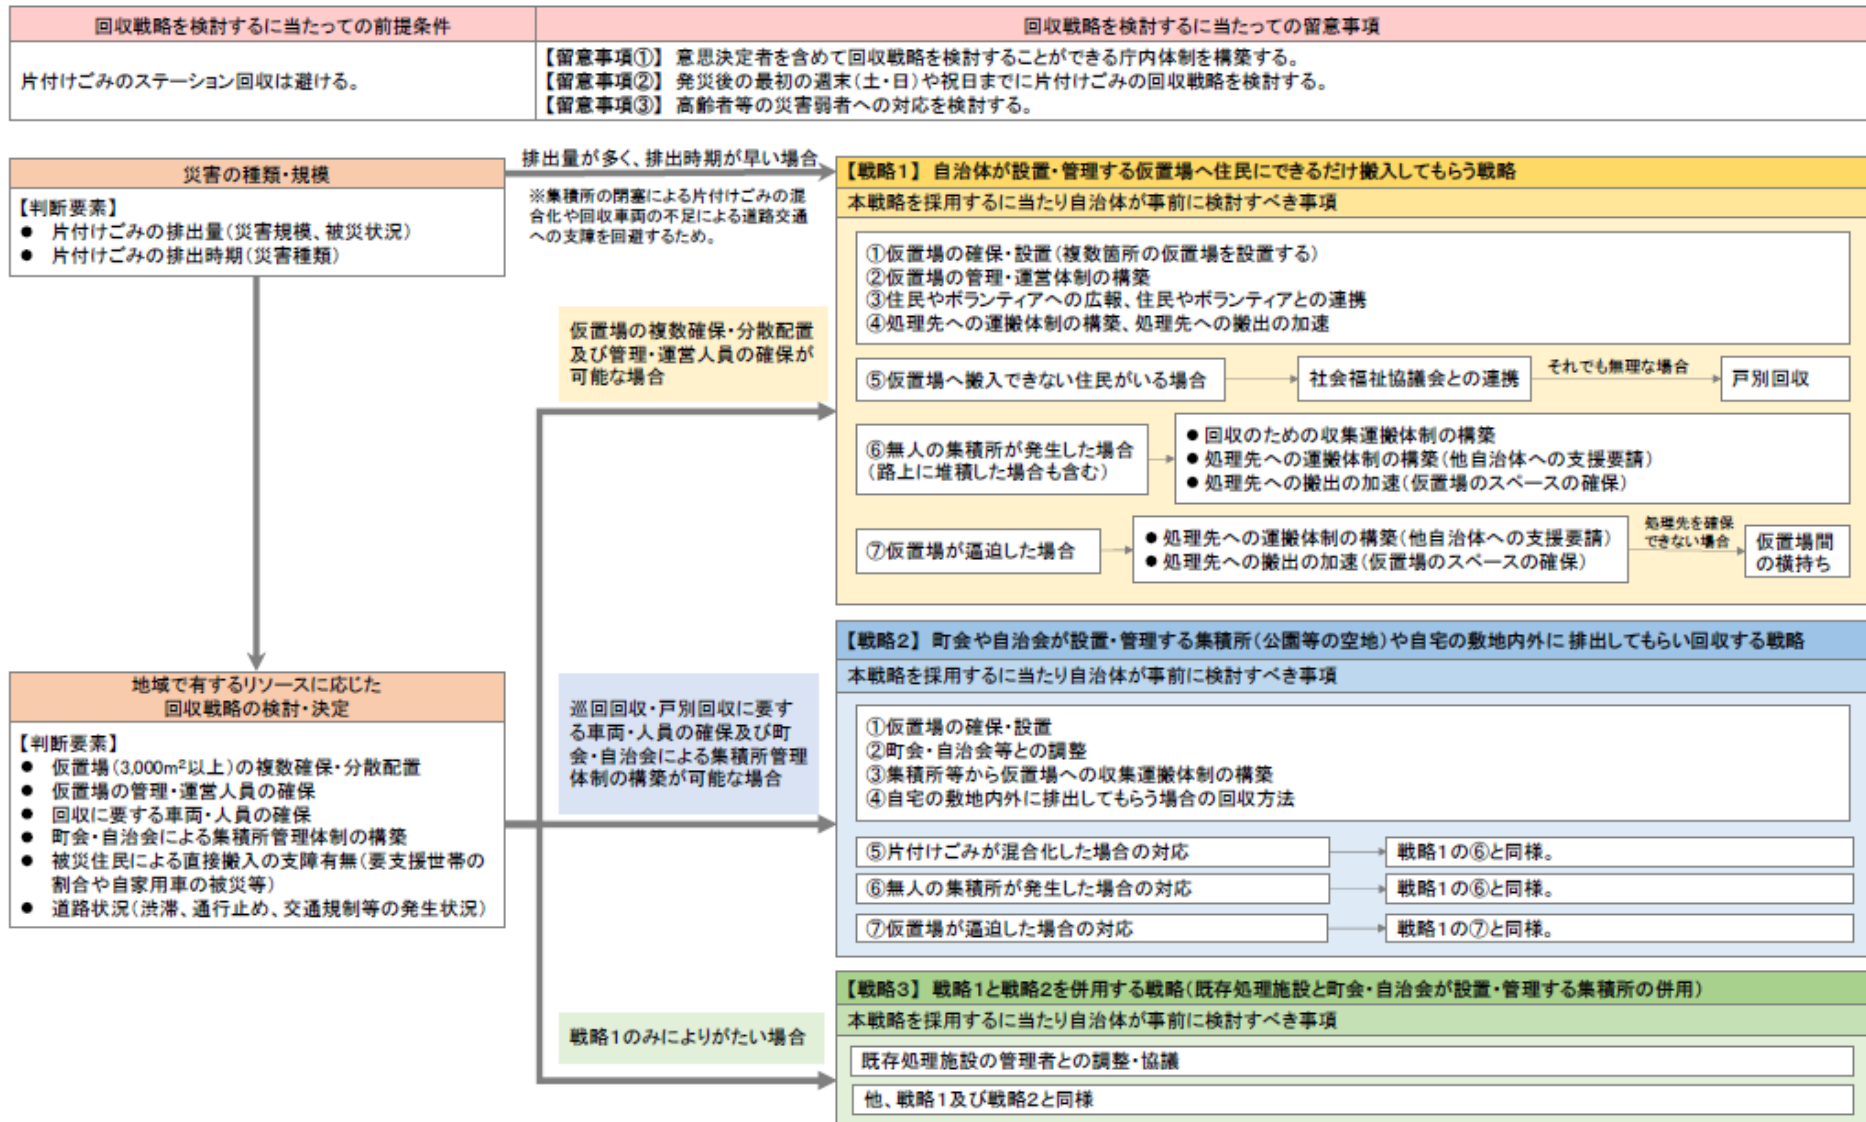 回収戦略を検討するに当たっての前提条件
回収戦略を検討するに当たっての留意事項
片付けごみのステーション回収は避ける。
【留意事項①】 意思決定者を含めて回収戦略を検討することができる庁内体制を構築する。
【留意事項②】 発災後の最初の週末（土・日）や祝日までに片付けごみの回収戦略を検討する。
【留意事項③】 高齢者等の災害弱者への対応を検討する。
災害の種類・規模
【判断要素】
● 片付けごみの排出量（災害規模、被災状況）
● 片付けごみの排出時期（災害種類）
排出量が多く、排出時期が早い場合
※集積所の閉塞による片付けごみの混
合化や回収車両の不足による道路交通
への支障を回避するため。
【戦略１】 自治体が設置・管理する仮置場へ住民にできるだけ搬入してもらう戦略
本戦略を採用するに当たり自治体が事前に検討すべき事項
①仮置場の確保・設置（複数箇所の仮置場を設置する）
②仮置場の管理・運営体制の構築
③住民やボランティアへの広報、住民やボランティアとの連携
④処理先への運搬体制の構築、処理先への搬出の加速
⑤仮置場へ搬入できない住民がいる場合
社会福祉協議会との連携
それでも無理な場合
戸別回収
⑥無人の集積所が発生した場合
（路上に堆積した場合も含む）
● 回収のための収集運搬体制の構築
● 処理先への運搬体制の構築（他自治体への支援要請）
● 処理先への搬出の加速（仮置場のスペースの確保）
⑦仮置場が逼迫した場合
● 処理先への運搬体制の構築（他自治体への支援要請）
● 処理先への搬出の加速（仮置場のスペースの確保）
処理先を確保
できない場合
仮置場間
の横持ち
仮置場の複数確保・分散配置
及び管理・運営人員の確保が
可能な場合
地域で有するリソースに応じた
回収戦略の検討・決定
【判断要素】
● 仮置場（3,000m²以上）の複数確保・分散配置
● 仮置場の管理・運営人員の確保
● 回収に要する車両・人員の確保
● 町会・自治会による集積所管理体制の構築
● 被災住民による直接搬入の支障有無（要支援世帯の
割合や自家用車の被災等）
● 道路状況（渋滞、通行止め、交通規制等の発生状況）
巡回回収・戸別回収に要す
る車両・人員の確保及び町
会・自治会による集積所管理
体制の構築が可能な場合
【戦略２】 町会や自治会が設置・管理する集積所（公園等の空地）や自宅の敷地内外に排出してもらい回収する戦略
本戦略を採用するに当たり自治体が事前に検討すべき事項
①仮置場の確保・設置
②町会・自治会等との調整
③集積所等から仮置場への収集運搬体制の構築
④自宅の敷地内外に排出してもらう場合の回収方法
⑤片付けごみが混合化した場合の対応
戦略１の⑥と同様。
⑥無人の集積所が発生した場合の対応
戦略１の⑥と同様。
⑦仮置場が逼迫した場合の対応
戦略１の⑦と同様。
戦略１のみによりがたい場合
【戦略３】 戦略１と戦略２を併用する戦略（既存処理施設と町会・自治会が設置・管理する集積所の併用）
本戦略を採用するに当たり自治体が事前に検討すべき事項
既存処理施設の管理者との調整・協議
他、戦略１及び戦略２と同様